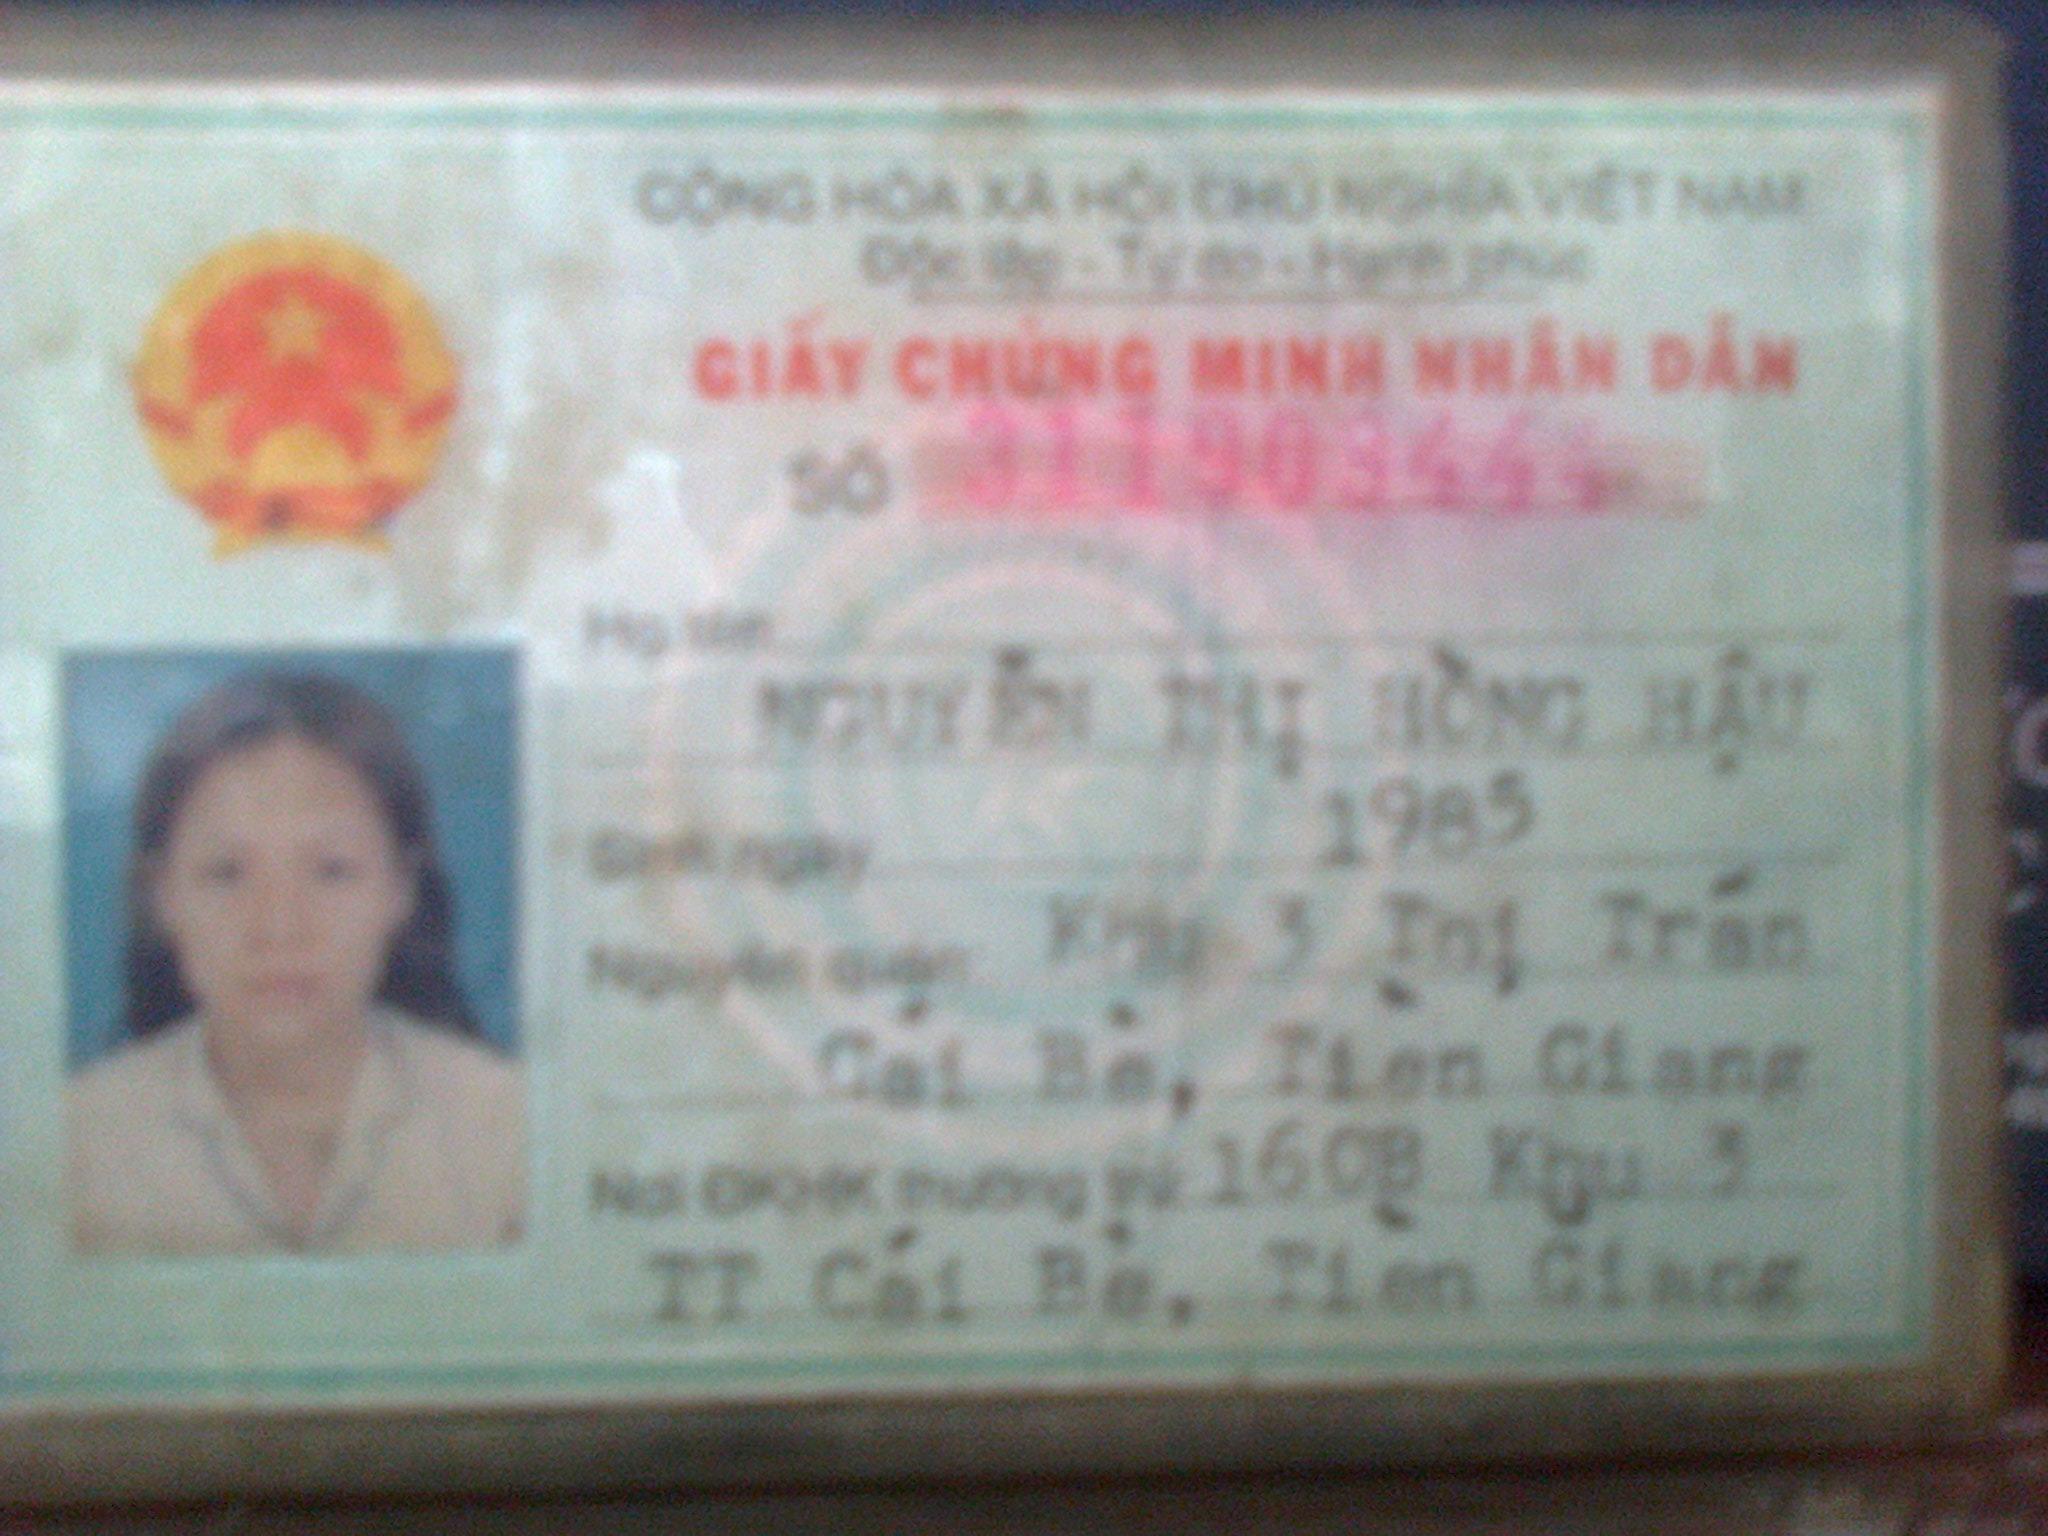 CỘNG HÒA XÃ HỘI CHỦ NGHĨA VIỆT NAM
Độc lập - Tự do - Hạnh phúc
GIẤY CHỨNG MINH NHÂN DÂN
SỐ 311903444
Họ tên
NGUYỄN THỊ HỒNG HẬU
Sinh ngày 1985
Nguyên quán Khu 3 Thị Trấn
Cái Bè, Tiền Giang
Nơi ĐKHK thường trú 160B Khu 3
TT Cái Bè, Tiền Giang